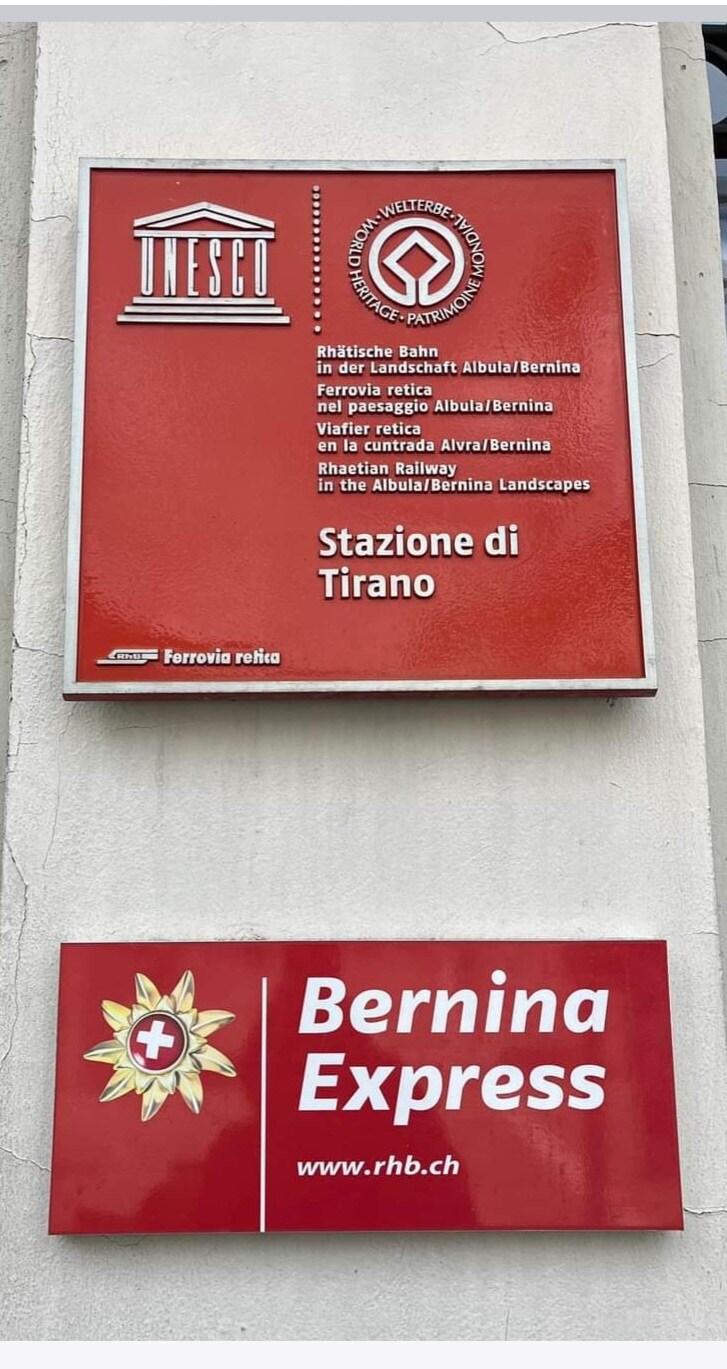 UNESCO
WORLD HERITAGE · WELTERBE · PATRIMOINE MONDIAL ·
Rhätische Bahn
in der Landschaft Albula/Bernina
Ferrovia retica
nel paesaggio Albula/Bernina
Viafier retica
en la cuntrada Alvra/Bernina
Rhaetian Railway
in the Albula/Bernina Landscapes
Stazione di
Tirano
RhB Ferrovia retica
Bernina
Express
www.rhb.ch